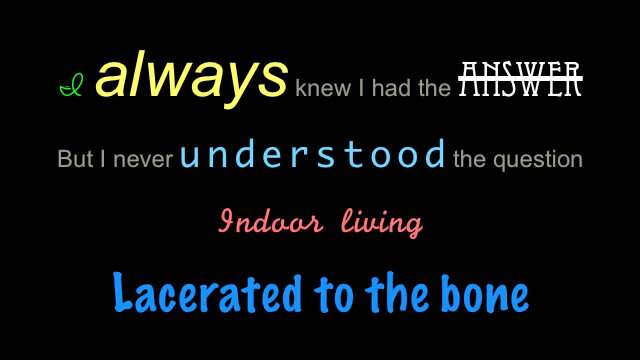 I always knew I had the ANSWER
But I never understood the question
Indoor living
Lacerated to the bone